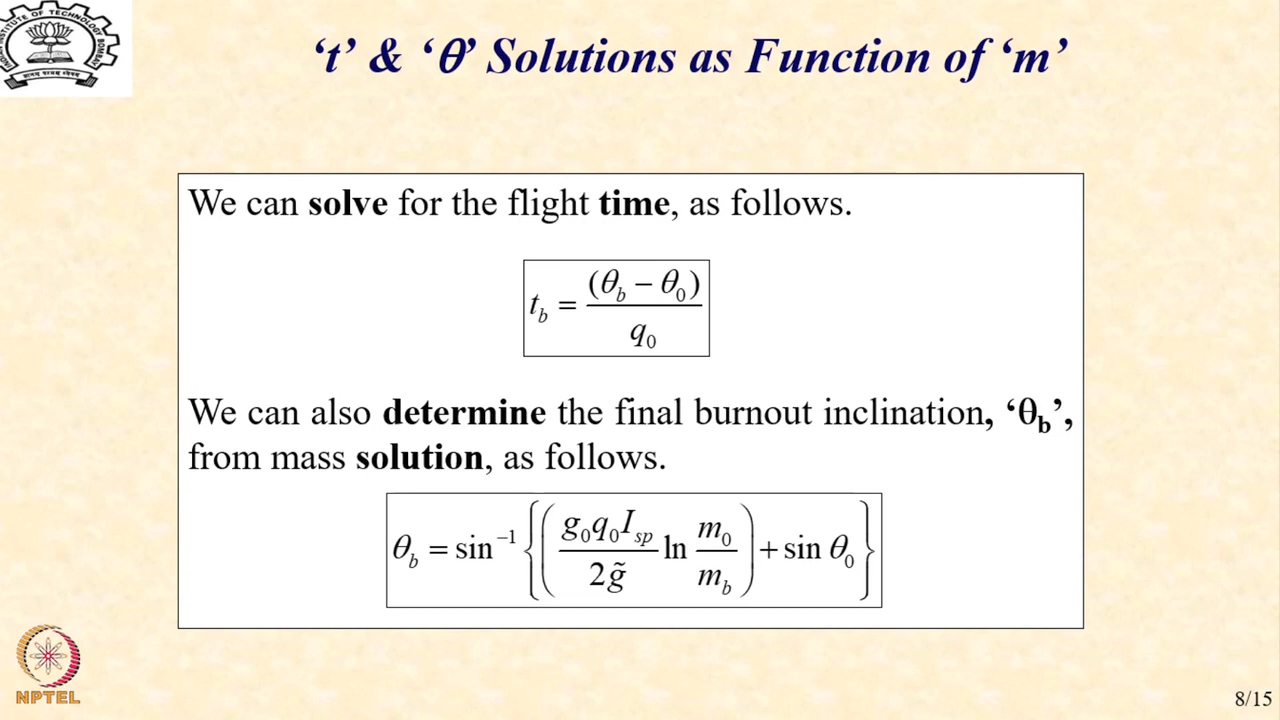 ‘t’ & ‘θ’ Solutions as Function of ‘m’
We can solve for the flight time, as follows.
t_b = (θ_b − θ_0) / q_0
We can also determine the final burnout inclination, ‘θ_b’,
from mass solution, as follows.
θ_b = sin⁻¹ { ( g_0 q_0 I_sp / 2g̃ ln m_0 / m_b ) + sin θ_0 }
NPTEL
8/15